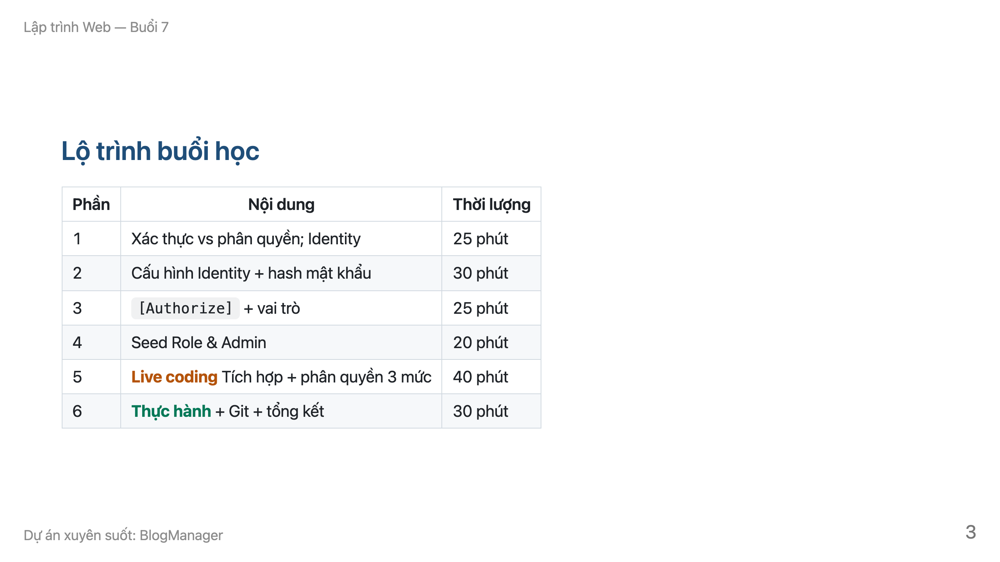 Lập trình Web — Buổi 7
Lộ trình buổi học
Phần Nội dung Thời lượng
1 Xác thực vs phân quyền; Identity 25 phút
2 Cấu hình Identity + hash mật khẩu 30 phút
3 [Authorize] + vai trò 25 phút
4 Seed Role & Admin 20 phút
5 Live coding Tích hợp + phân quyền 3 mức 40 phút
6 Thực hành + Git + tổng kết 30 phút
Dự án xuyên suốt: BlogManager
3